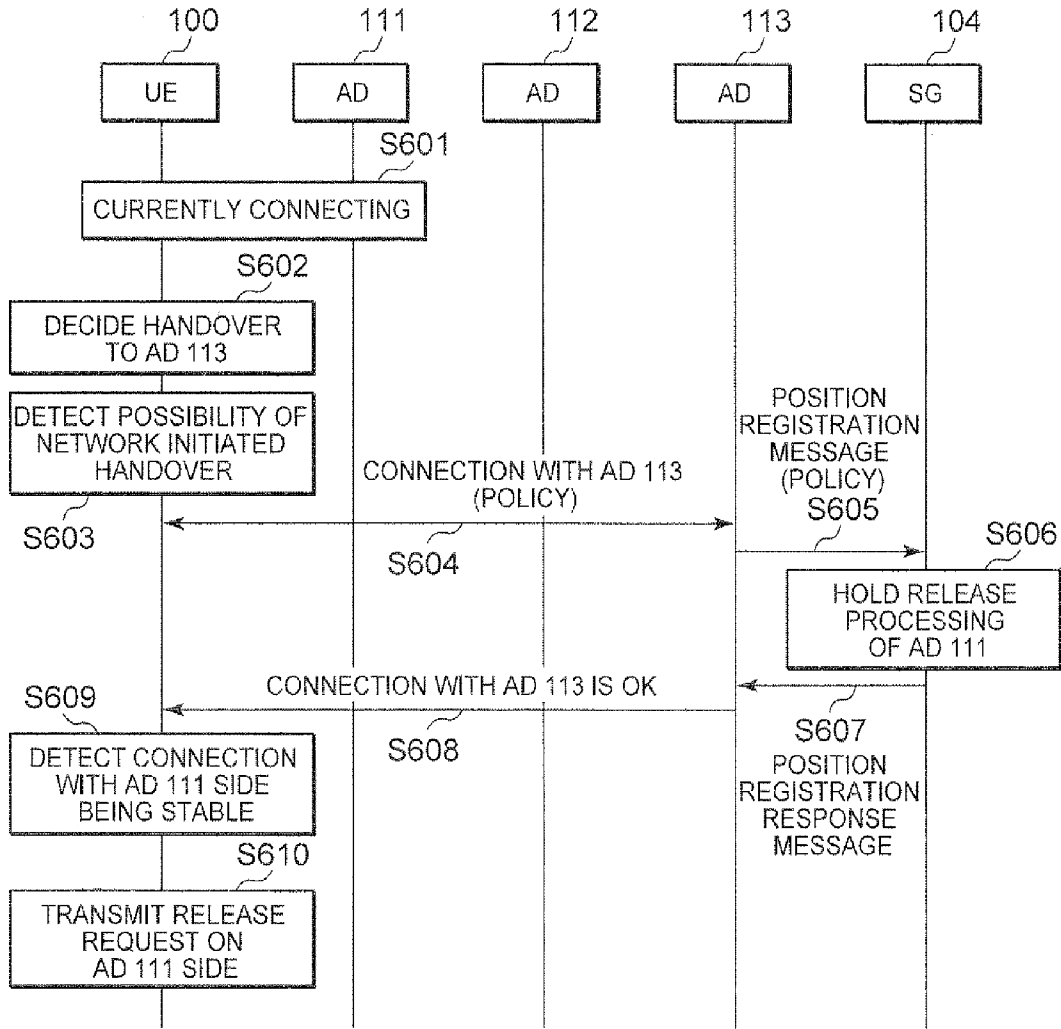 100
111
112
113
104
UE
AD
AD
AD
SG
S601
CURRENTLY CONNECTING
S602
DECIDE HANDOVER
TO AD 113
DETECT POSSIBILITY OF
NETWORK INITIATED
HANDOVER
S603
CONNECTION WITH AD 113
(POLICY)
S604
POSITION
REGISTRATION
MESSAGE
(POLICY)
S605
S606
HOLD RELEASE
PROCESSING
OF AD 111
CONNECTION WITH AD 113 IS OK
S608
S607
POSITION
REGISTRATION
RESPONSE
MESSAGE
S609
DETECT CONNECTION
WITH AD 111 SIDE
BEING STABLE
S610
TRANSMIT RELEASE
REQUEST ON
AD 111 SIDE